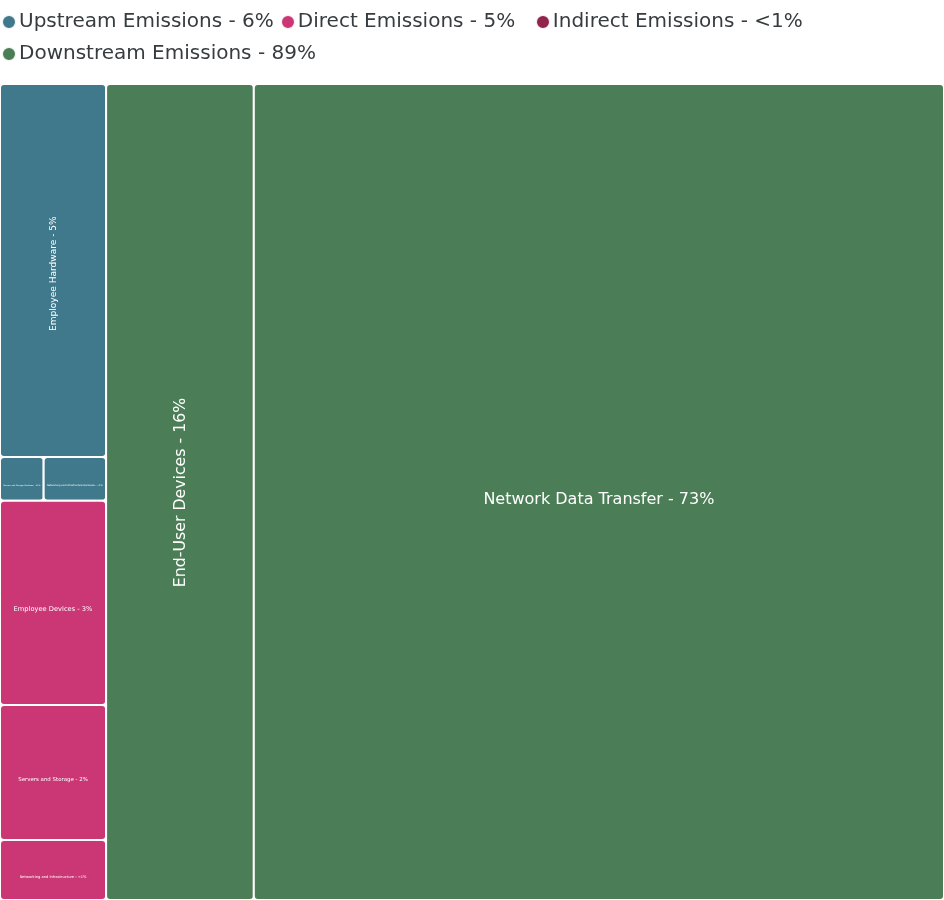 Upstream Emissions - 6% Direct Emissions - 5% Indirect Emissions - <1%
Downstream Emissions - 89%
Employee Hardware - 5%
End-User Devices - 16%
Network Data Transfer - 73%
Employee Devices - 3%
Servers and Storage - 2%
Networking and Infrastructure - <1%